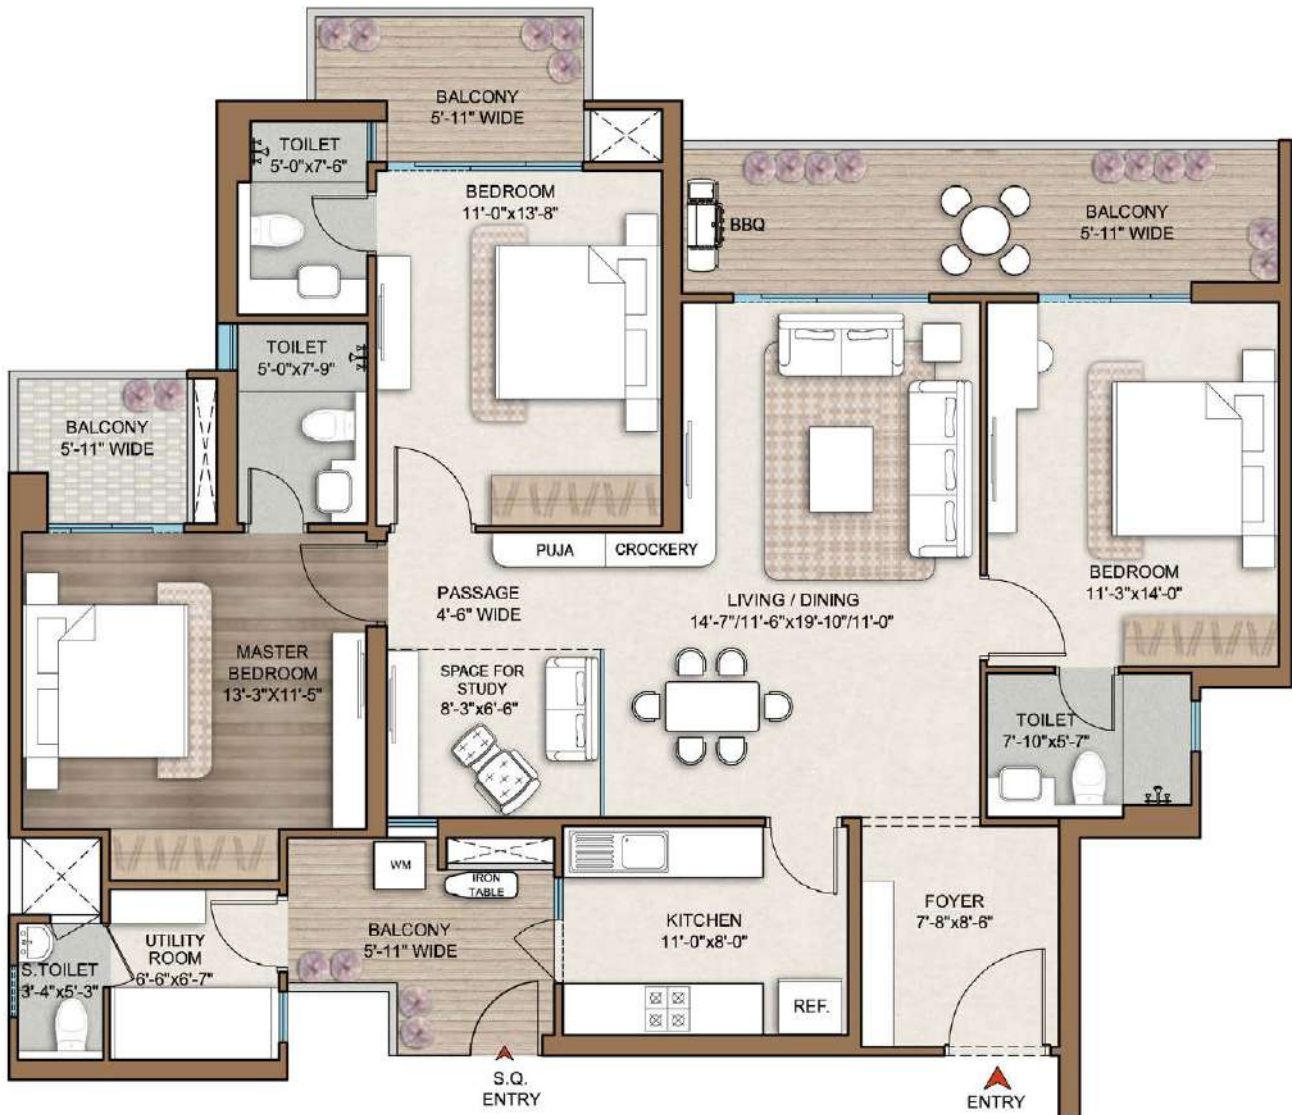 BALCONY
5'-11" WIDE
TOILET
5'-0"x7'-6"
BEDROOM
11'-0"x13'-8"
BBQ
BALCONY
5'-11" WIDE
TOILET
5'-0"x7'-9"
BALCONY
5'-11" WIDE
PUJA
CROCKERY
PASSAGE
4'-6" WIDE
LIVING / DINING
14'-7"/11'-6"x19'-10"/11'-0"
BEDROOM
11'-3"x14'-0"
MASTER
BEDROOM
13'-3"X11'-5"
SPACE FOR
STUDY
8'-3"x6'-6"
TOILET
7'-10"x5'-7"
WM
IRON
TABLE
BALCONY
5'-11" WIDE
KITCHEN
11'-0"x8'-0"
FOYER
7'-8"x8'-6"
UTILITY
ROOM
6'-6"x6'-7"
S.TOILET
3'-4"x5'-3"
REF.
S.Q.
ENTRY
ENTRY